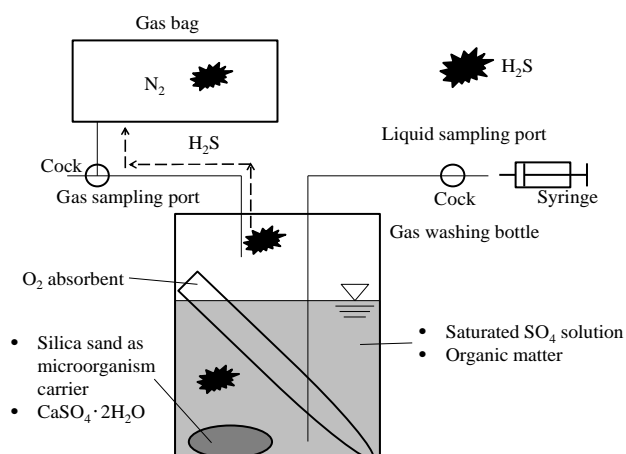 Gas bag
N₂
H₂S
H₂S
Liquid sampling port
Cock
Gas sampling port
Cock
Syringe
Gas washing bottle
O₂ absorbent
• Silica sand as
microorganism
carrier
• CaSO₄·2H₂O
• Saturated SO₄ solution
• Organic matter